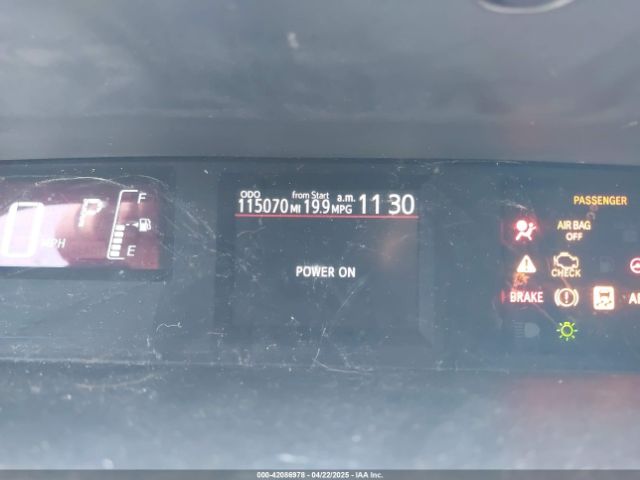 0 MPH
P
F
E
ODO from Start a.m. 11 30
115070 MI 19.9 MPG
POWER ON
PASSENGER
AIR BAG
OFF
CHECK
BRAKE
000-42086978 - 04/22/2025 - IAA Inc.